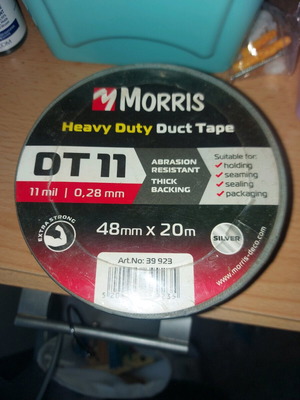 MORRIS
Heavy Duty Duct Tape
DT 11
11 mil | 0,28 mm
ABRASION
RESISTANT
THICK
BACKING
Suitable for:
holding
seaming
sealing
packaging
EXTRA STRONG
48mm x 20m
SILVER
www.morris-deco.com
Art.No: 39 923